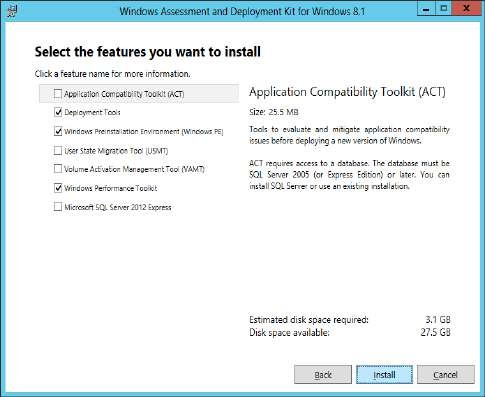 Windows Assessment and Deployment Kit for Windows 8.1
Select the features you want to install
Click a feature name for more information.
Application Compatibility Toolkit (ACT)
Deployment Tools
Windows Preinstallation Environment (Windows PE)
User State Migration Tool (USMT)
Volume Activation Management Tool (VAMT)
Windows Performance Toolkit
Microsoft SQL Server 2012 Express
Application Compatibility Toolkit (ACT)
Size: 25.5 MB
Tools to evaluate and mitigate application compatibility
issues before deploying a new version of Windows.
ACT requires access to a database. The database must be
SQL Server 2005 (or Express Edition) or later. You can
install SQL Server or use an existing installation.
Estimated disk space required: 3.1 GB
Disk space available: 27.5 GB
Back Install Cancel